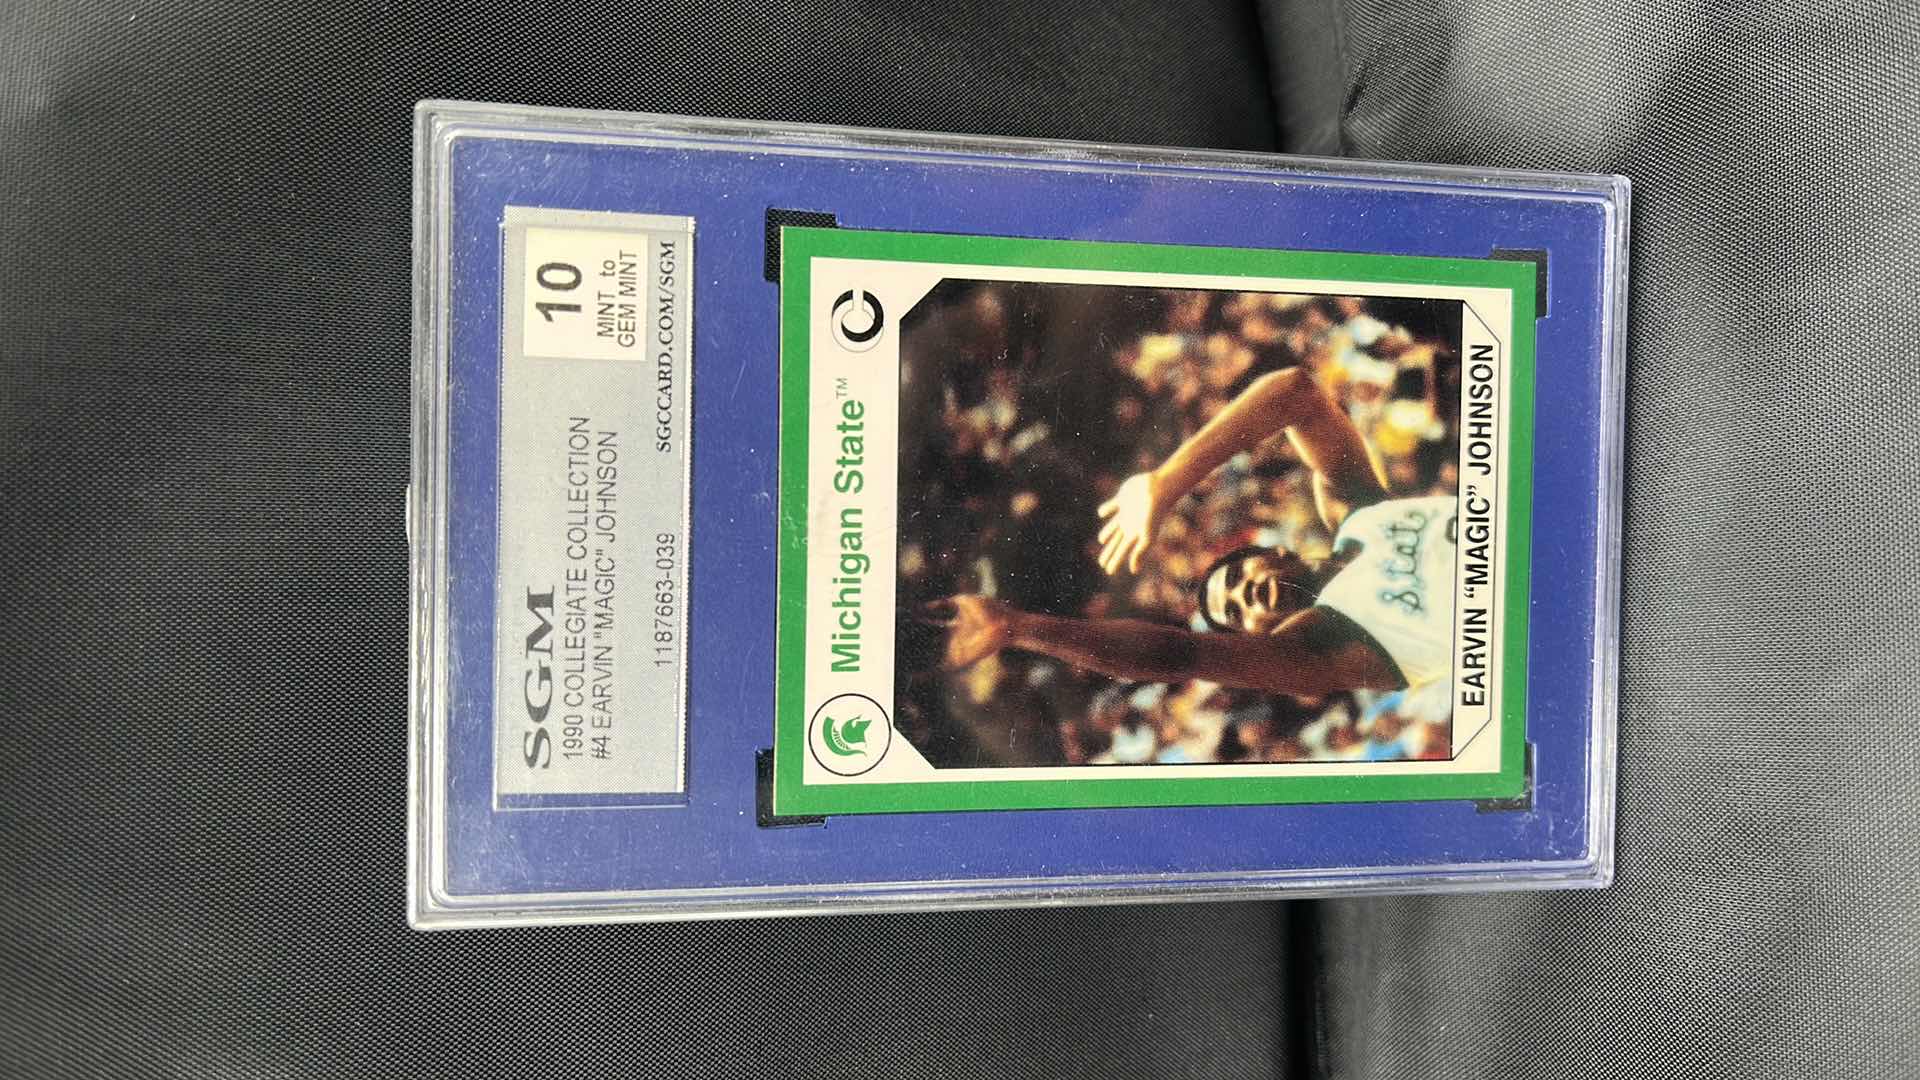 SGM
1990 COLLEGIATE COLLECTION
#4 EARVIN "MAGIC" JOHNSON
1187663-039
10
MINT to
GEM MINT
SGCCARD.COM/SGM
Michigan State™
State
EARVIN “MAGIC” JOHNSON